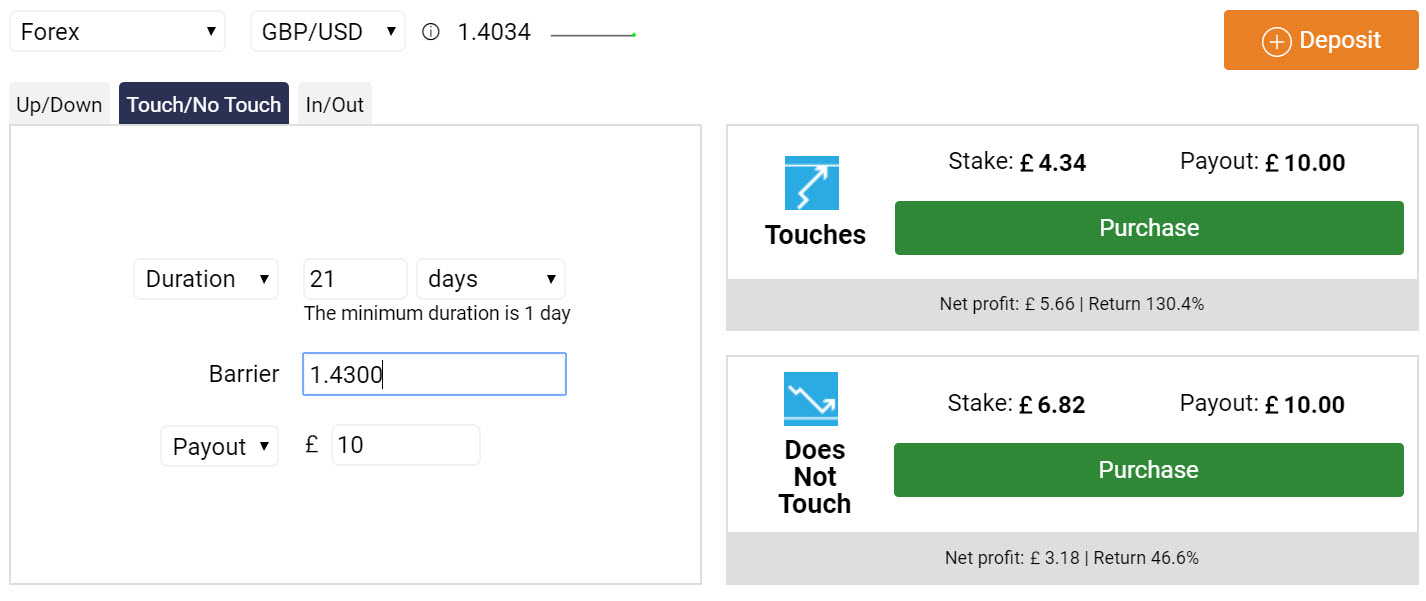 Forex GBP/USD 1.4034
Deposit
Up/Down Touch/No Touch In/Out
Duration 21 days
The minimum duration is 1 day
Barrier 1.4300
Payout £ 10
Stake: £ 4.34 Payout: £ 10.00
Purchase
Touches
Net profit: £ 5.66 | Return 130.4%
Stake: £ 6.82 Payout: £ 10.00
Purchase
Does
Not
Touch
Net profit: £ 3.18 | Return 46.6%